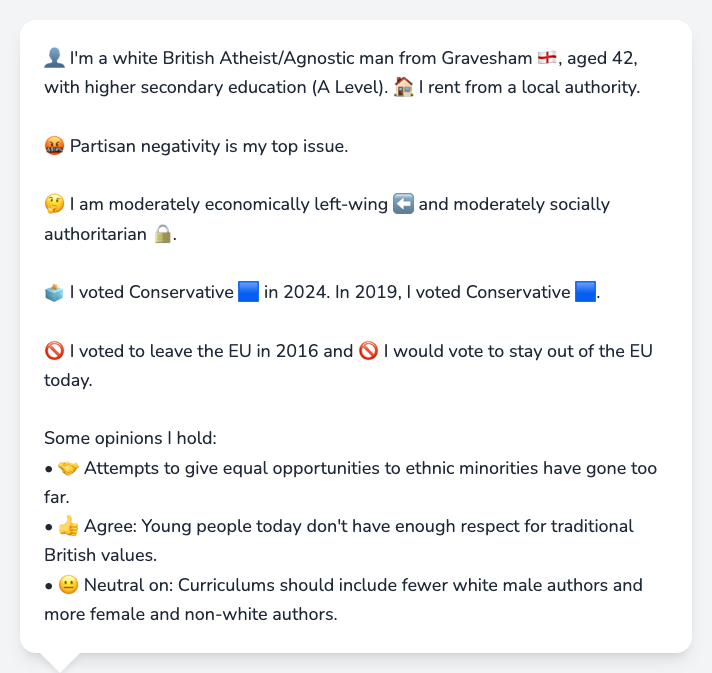 👤 I'm a white British Atheist/Agnostic man from Gravesham 🏴󠁧󠁢󠁥󠁮󠁧󠁿, aged 42,
with higher secondary education (A Level). 🏠 I rent from a local authority.
🤬 Partisan negativity is my top issue.
🤔 I am moderately economically left-wing ⬅️ and moderately socially
authoritarian 🔒.
🗳️ I voted Conservative 🟦 in 2024. In 2019, I voted Conservative 🟦.
🚫 I voted to leave the EU in 2016 and 🚫 I would vote to stay out of the EU
today.
Some opinions I hold:
• 🤝 Attempts to give equal opportunities to ethnic minorities have gone too
far.
• 👍 Agree: Young people today don't have enough respect for traditional
British values.
• 😐 Neutral on: Curriculums should include fewer white male authors and
more female and non-white authors.